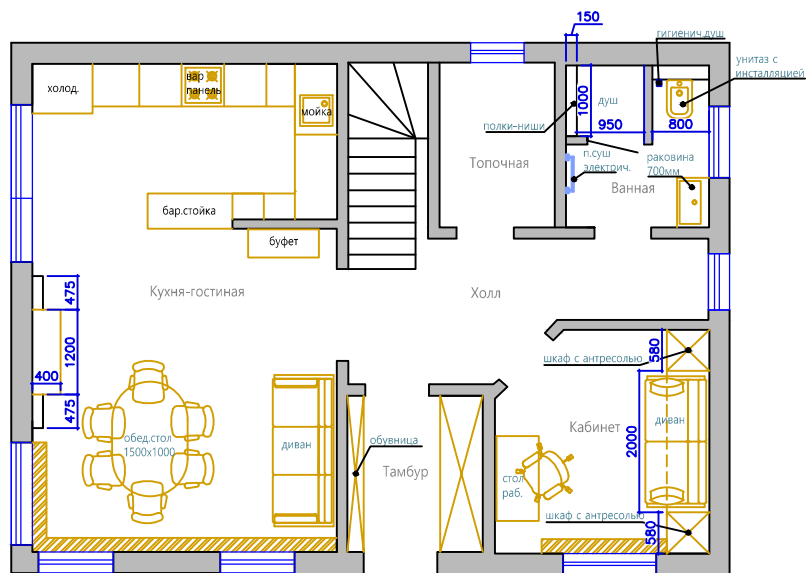 150
гигиенич.душ
унитаз с
инсталляцией
холод.
вар
панель
мойка
1000
душ
950
800
полки-ниши
п.суш
электрич.
раковина
700мм
Топочная
Ванная
бар.стойка
буфет
Кухня-гостиная
Холл
475
1200
400
475
580
шкаф с антресолью
обед.стол
1500х1000
диван
обувница
Тамбур
Кабинет
2000
диван
стол
раб.
шкаф с антресолью
580